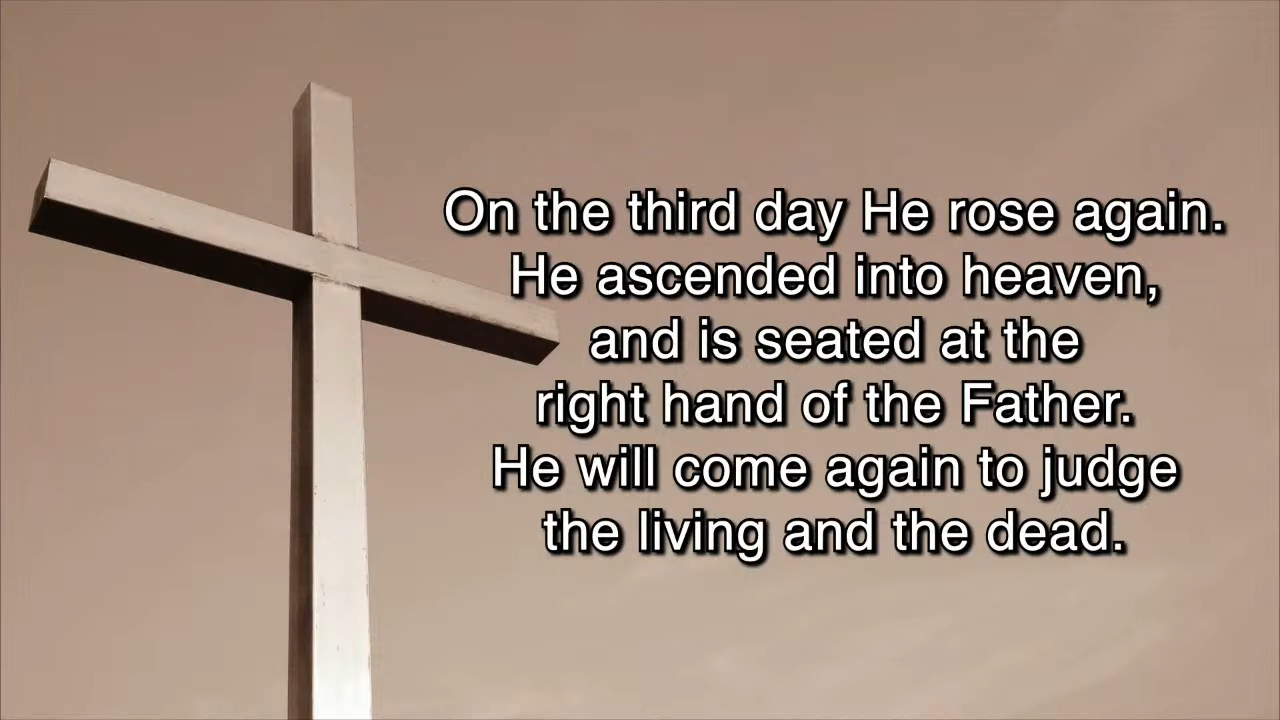 On the third day He rose again.
He ascended into heaven,
and is seated at the
right hand of the Father.
He will come again to judge
the living and the dead.